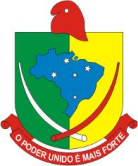 O PODER UNIDO É MAIS FORTE